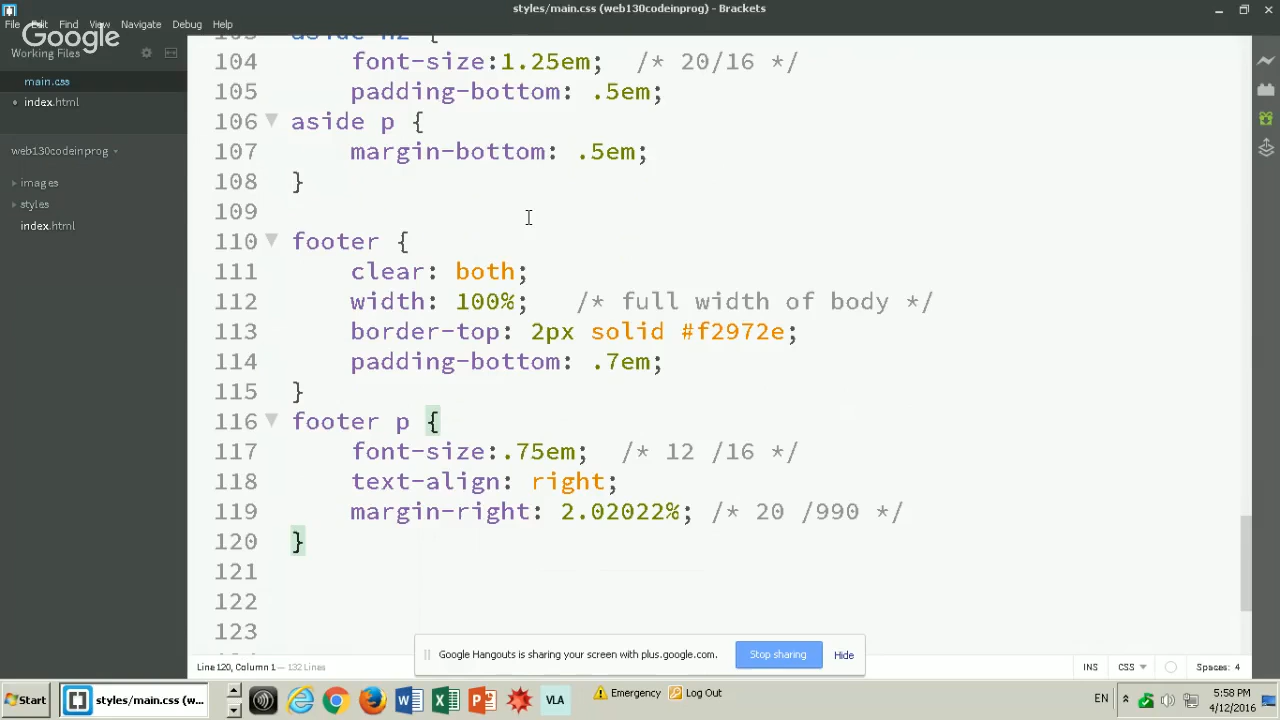 styles/main.css (web130codeinprog) - Brackets
File Edit Find View Navigate Debug Help
Google
Working Files
main.css
index.html
web130codeinprog
images
styles
index.html
103 aside h2 {
104 font-size:1.25em; /* 20/16 */
105 padding-bottom: .5em;
106 aside p {
107 margin-bottom: .5em;
108 }
109
110 footer {
111 clear: both;
112 width: 100%; /* full width of body */
113 border-top: 2px solid #f2972e;
114 padding-bottom: .7em;
115 }
116 footer p {
117 font-size:.75em; /* 12 /16 */
118 text-align: right;
119 margin-right: 2.02022%; /* 20 /990 */
120 }
121
122
123
Google Hangouts is sharing your screen with plus.google.com. Stop sharing Hide
Line 120, Column 1 — 132 Lines INS CSS Spaces: 4
Start styles/main.css (w... VLA Emergency Log Out EN 5:58 PM
4/12/2016